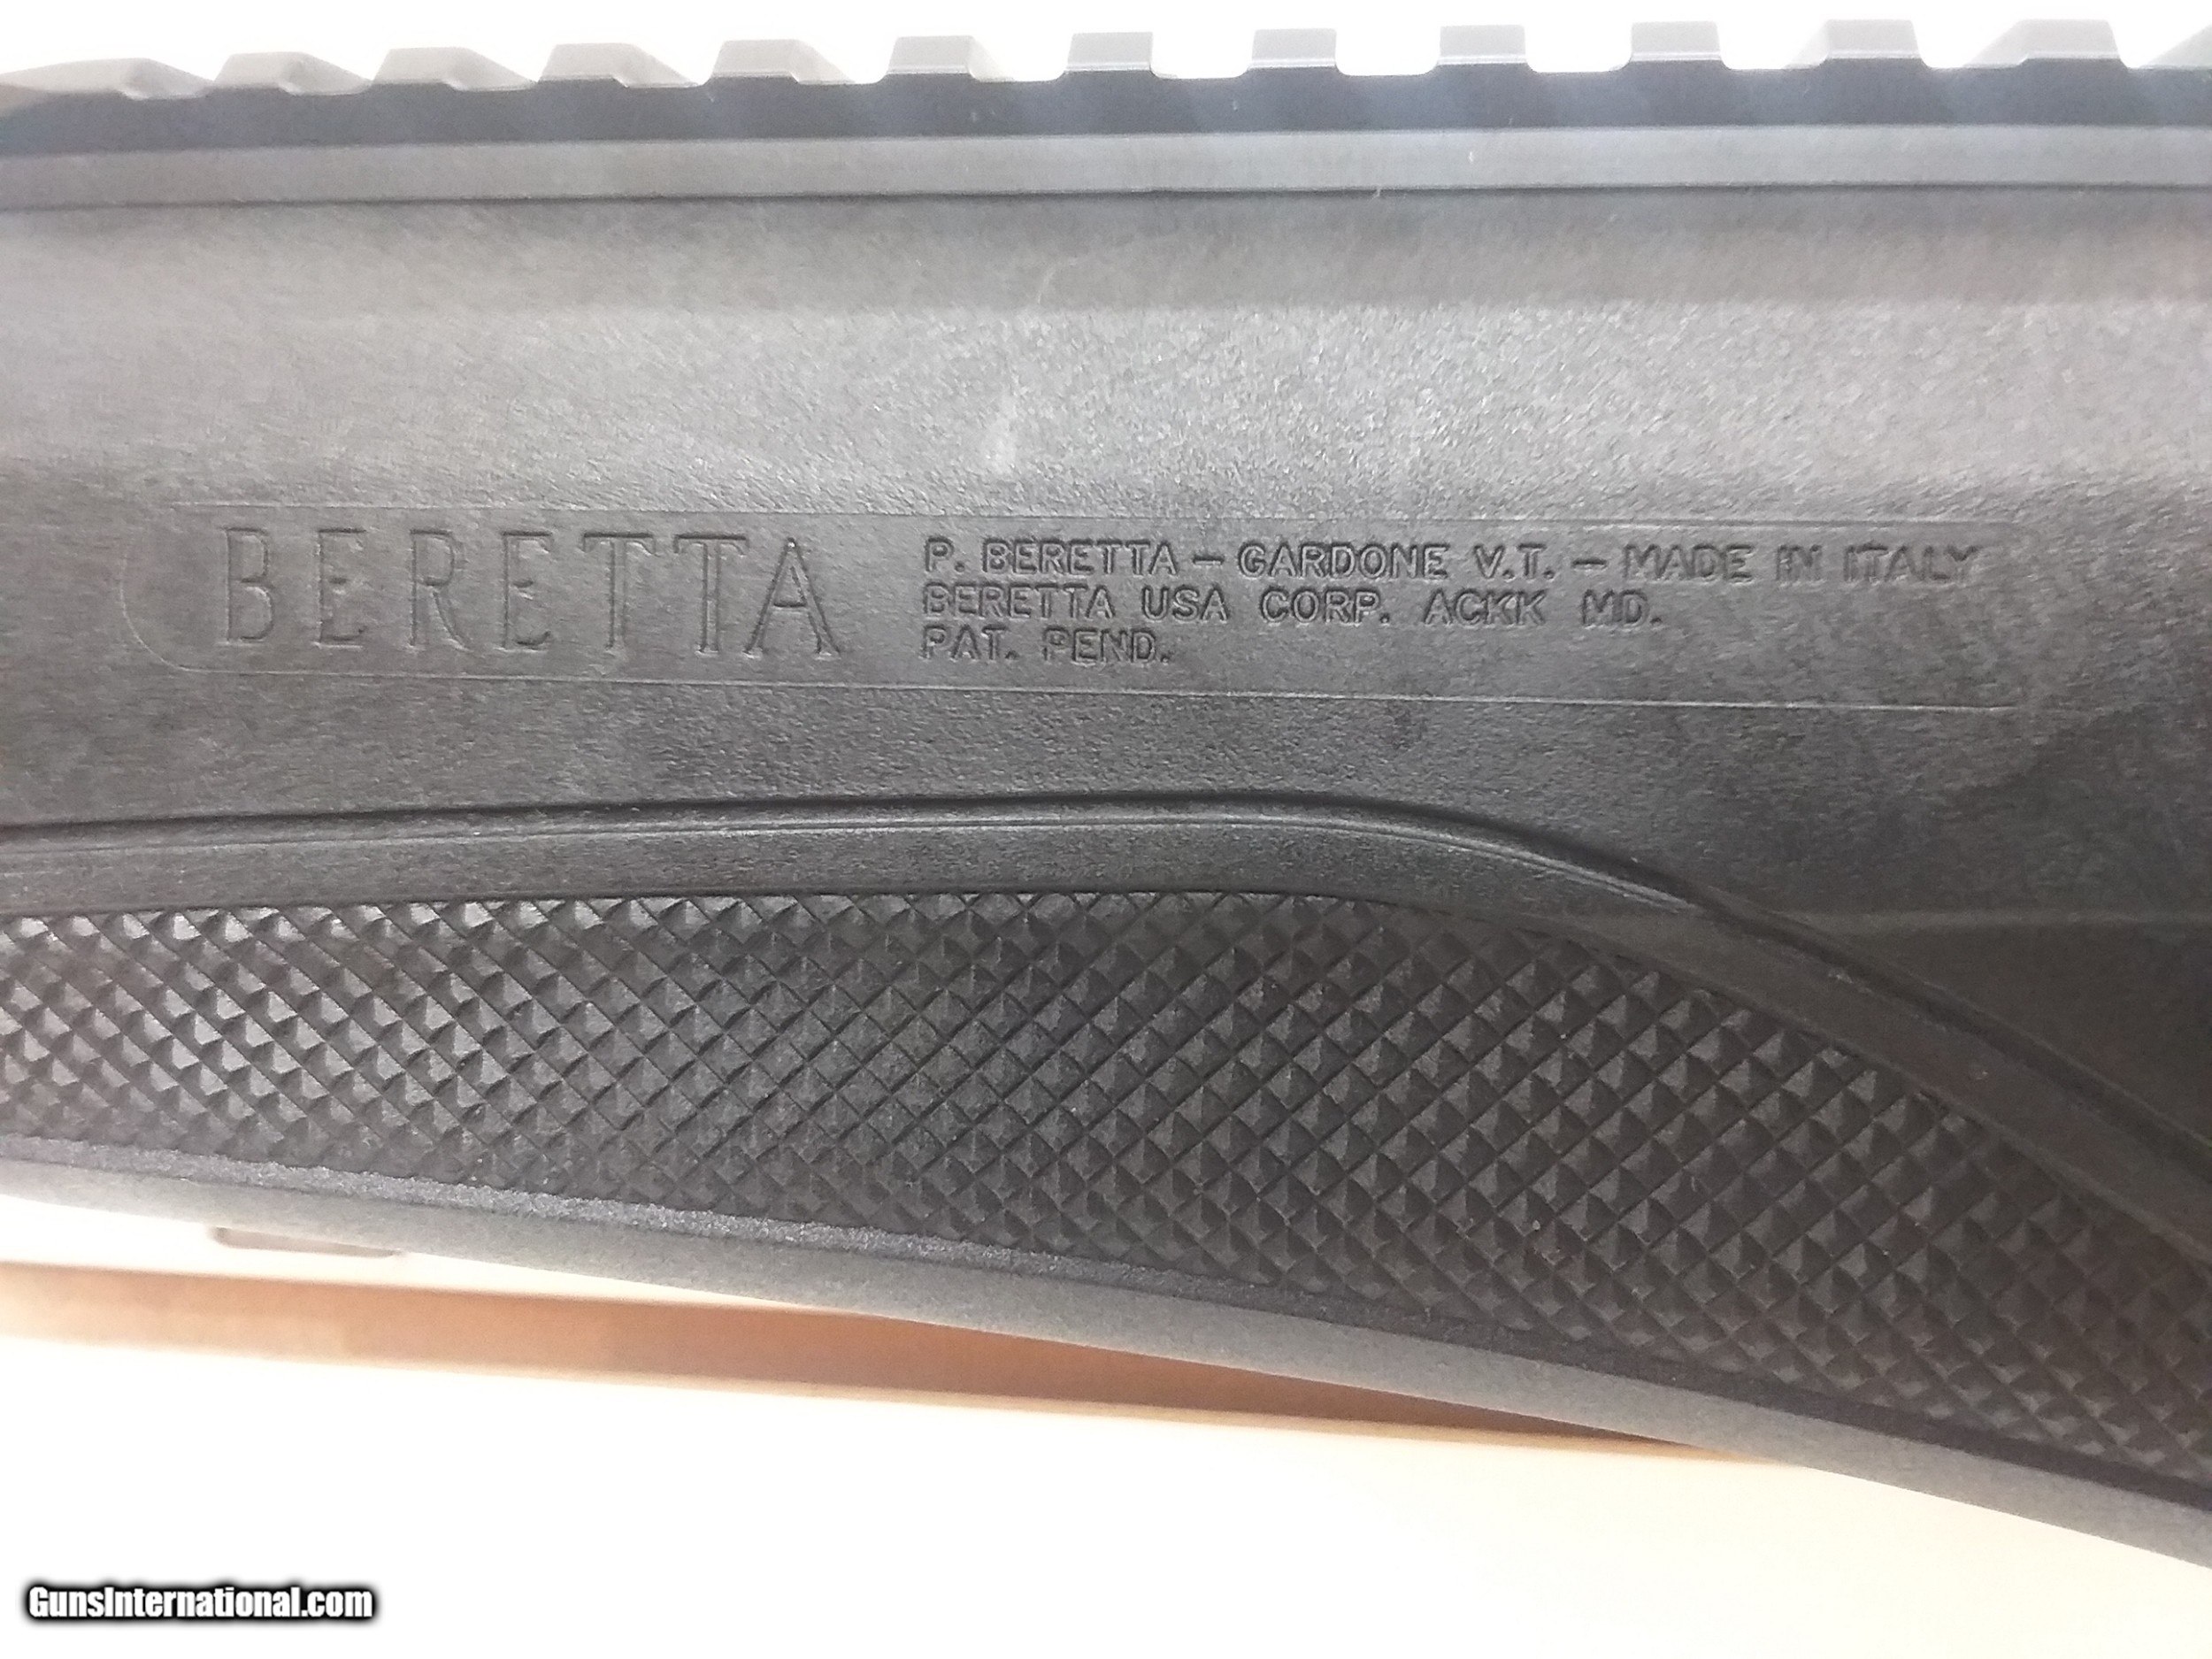 BERETTA
P. BERETTA – GARDONE V.T. – MADE IN ITALY
BERETTA USA CORP. ACKK MD.
PAT. PEND.
GunsInternational.com